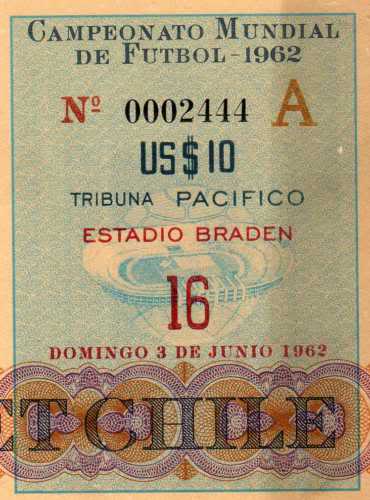 CAMPEONATO MUNDIAL
DE FUTBOL-1962
Nº 0002444 A
US$10
TRIBUNA PACIFICO
ESTADIO BRADEN
16
DOMINGO 3 DE JUNIO 1962
CHILE